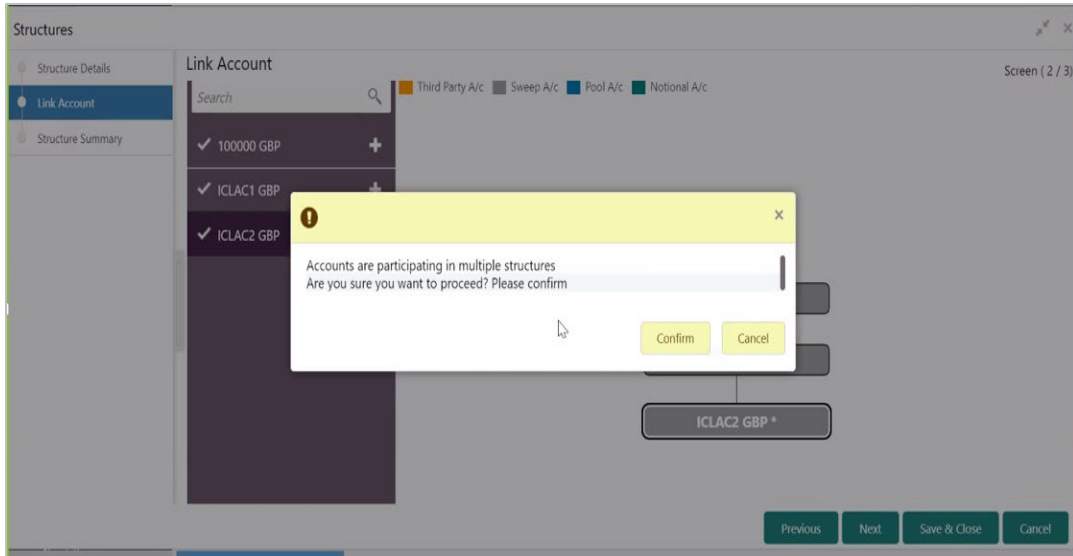 Structures
Structure Details
Link Account
Structure Summary
Link Account
Screen ( 2 / 3)
Search
Third Party A/c Sweep A/c Pool A/c Notional A/c
100000 GBP
ICLAC1 GBP
ICLAC2 GBP
Accounts are participating in multiple structures
Are you sure you want to proceed? Please confirm
Confirm Cancel
ICLAC2 GBP *
Previous Next Save & Close Cancel